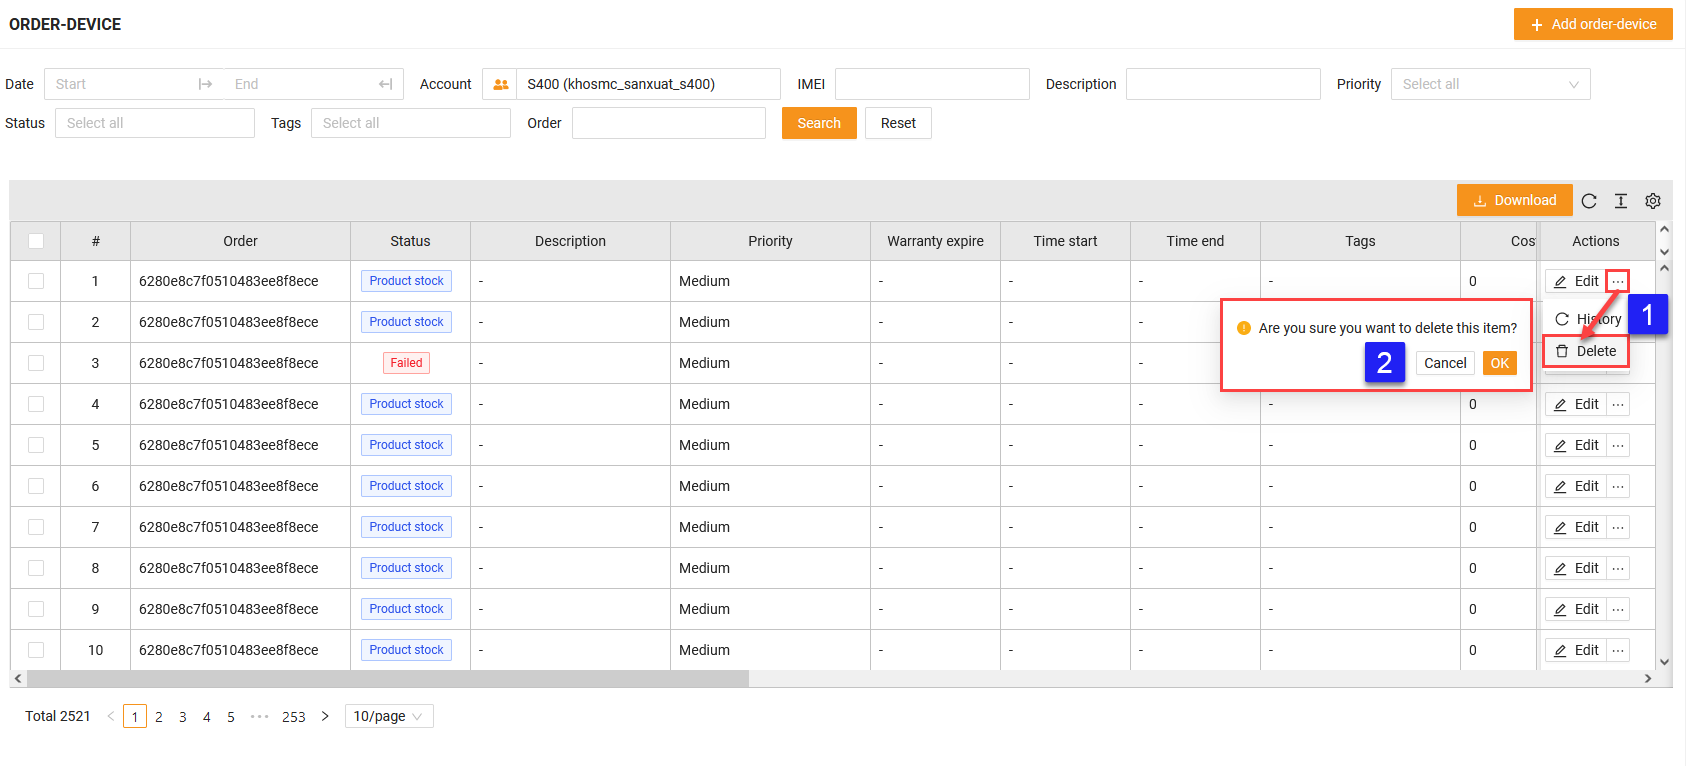 ORDER-DEVICE
Add order-device
Date Start End Account S400 (khosmc_sanxuat_s400) IMEI Description Priority Select all
Status Select all Tags Select all Order Search Reset
Download
# Order Status Description Priority Warranty expire Time start Time end Tags Cos Actions
1 6280e8c7f0510483ee8f8ece Product stock - Medium - - - - 0 Edit ...
History 1
2 6280e8c7f0510483ee8f8ece Product stock - Medium - -
Are you sure you want to delete this item?
Delete
3 6280e8c7f0510483ee8f8ece Failed - Medium - - 2 Cancel OK
4 6280e8c7f0510483ee8f8ece Product stock - Medium - - - - 0 Edit ...
5 6280e8c7f0510483ee8f8ece Product stock - Medium - - - - 0 Edit ...
6 6280e8c7f0510483ee8f8ece Product stock - Medium - - - - 0 Edit ...
7 6280e8c7f0510483ee8f8ece Product stock - Medium - - - - 0 Edit ...
8 6280e8c7f0510483ee8f8ece Product stock - Medium - - - - 0 Edit ...
9 6280e8c7f0510483ee8f8ece Product stock - Medium - - - - 0 Edit ...
10 6280e8c7f0510483ee8f8ece Product stock - Medium - - - - 0 Edit ...
Total 2521 < 1 2 3 4 5 ••• 253 > 10/page